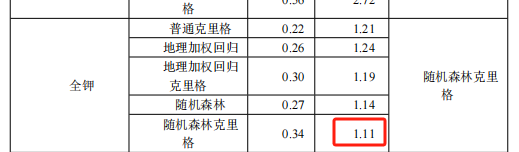 格 0.56 2.72
普通克里格 0.22 1.21
地理加权回归 0.26 1.24
地理加权回归
克里格 0.30 1.19
随机森林 0.27 1.14
随机森林克里
格 0.34 1.11
全钾
随机森林克里
格